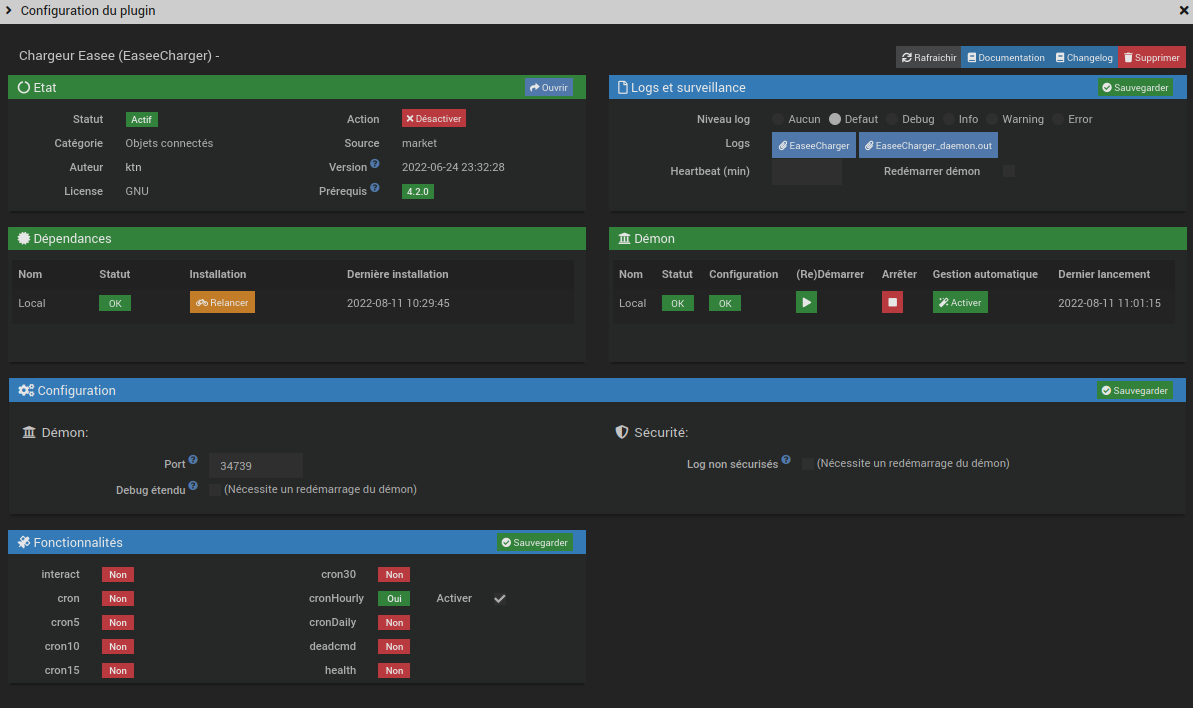 Configuration du plugin
Chargeur Easee (EaseeCharger) -
Rafraichir Documentation Changelog Supprimer
Etat Ouvrir
Statut Actif Action Désactiver
Catégorie Objets connectés Source market
Auteur ktn Version 2022-06-24 23:32:28
License GNU Prérequis 4.2.0
Logs et surveillance Sauvegarder
Niveau log Aucun Defaut Debug Info Warning Error
Logs EaseeCharger EaseeCharger_daemon.out
Heartbeat (min) Redémarrer démon
Dépendances
Nom Statut Installation Dernière installation
Local OK Relancer 2022-08-11 10:29:45
Démon
Nom Statut Configuration (Re)Démarrer Arrêter Gestion automatique Dernier lancement
Local OK OK Activer 2022-08-11 11:01:15
Configuration Sauvegarder
Démon:
Port 34739
Debug étendu (Nécessite un redémarrage du démon)
Sécurité:
Log non sécurisés (Nécessite un redémarrage du démon)
Fonctionnalités Sauvegarder
interact Non cron30 Non
cron Non cronHourly Oui Activer
cron5 Non cronDaily Non
cron10 Non deadcmd Non
cron15 Non health Non